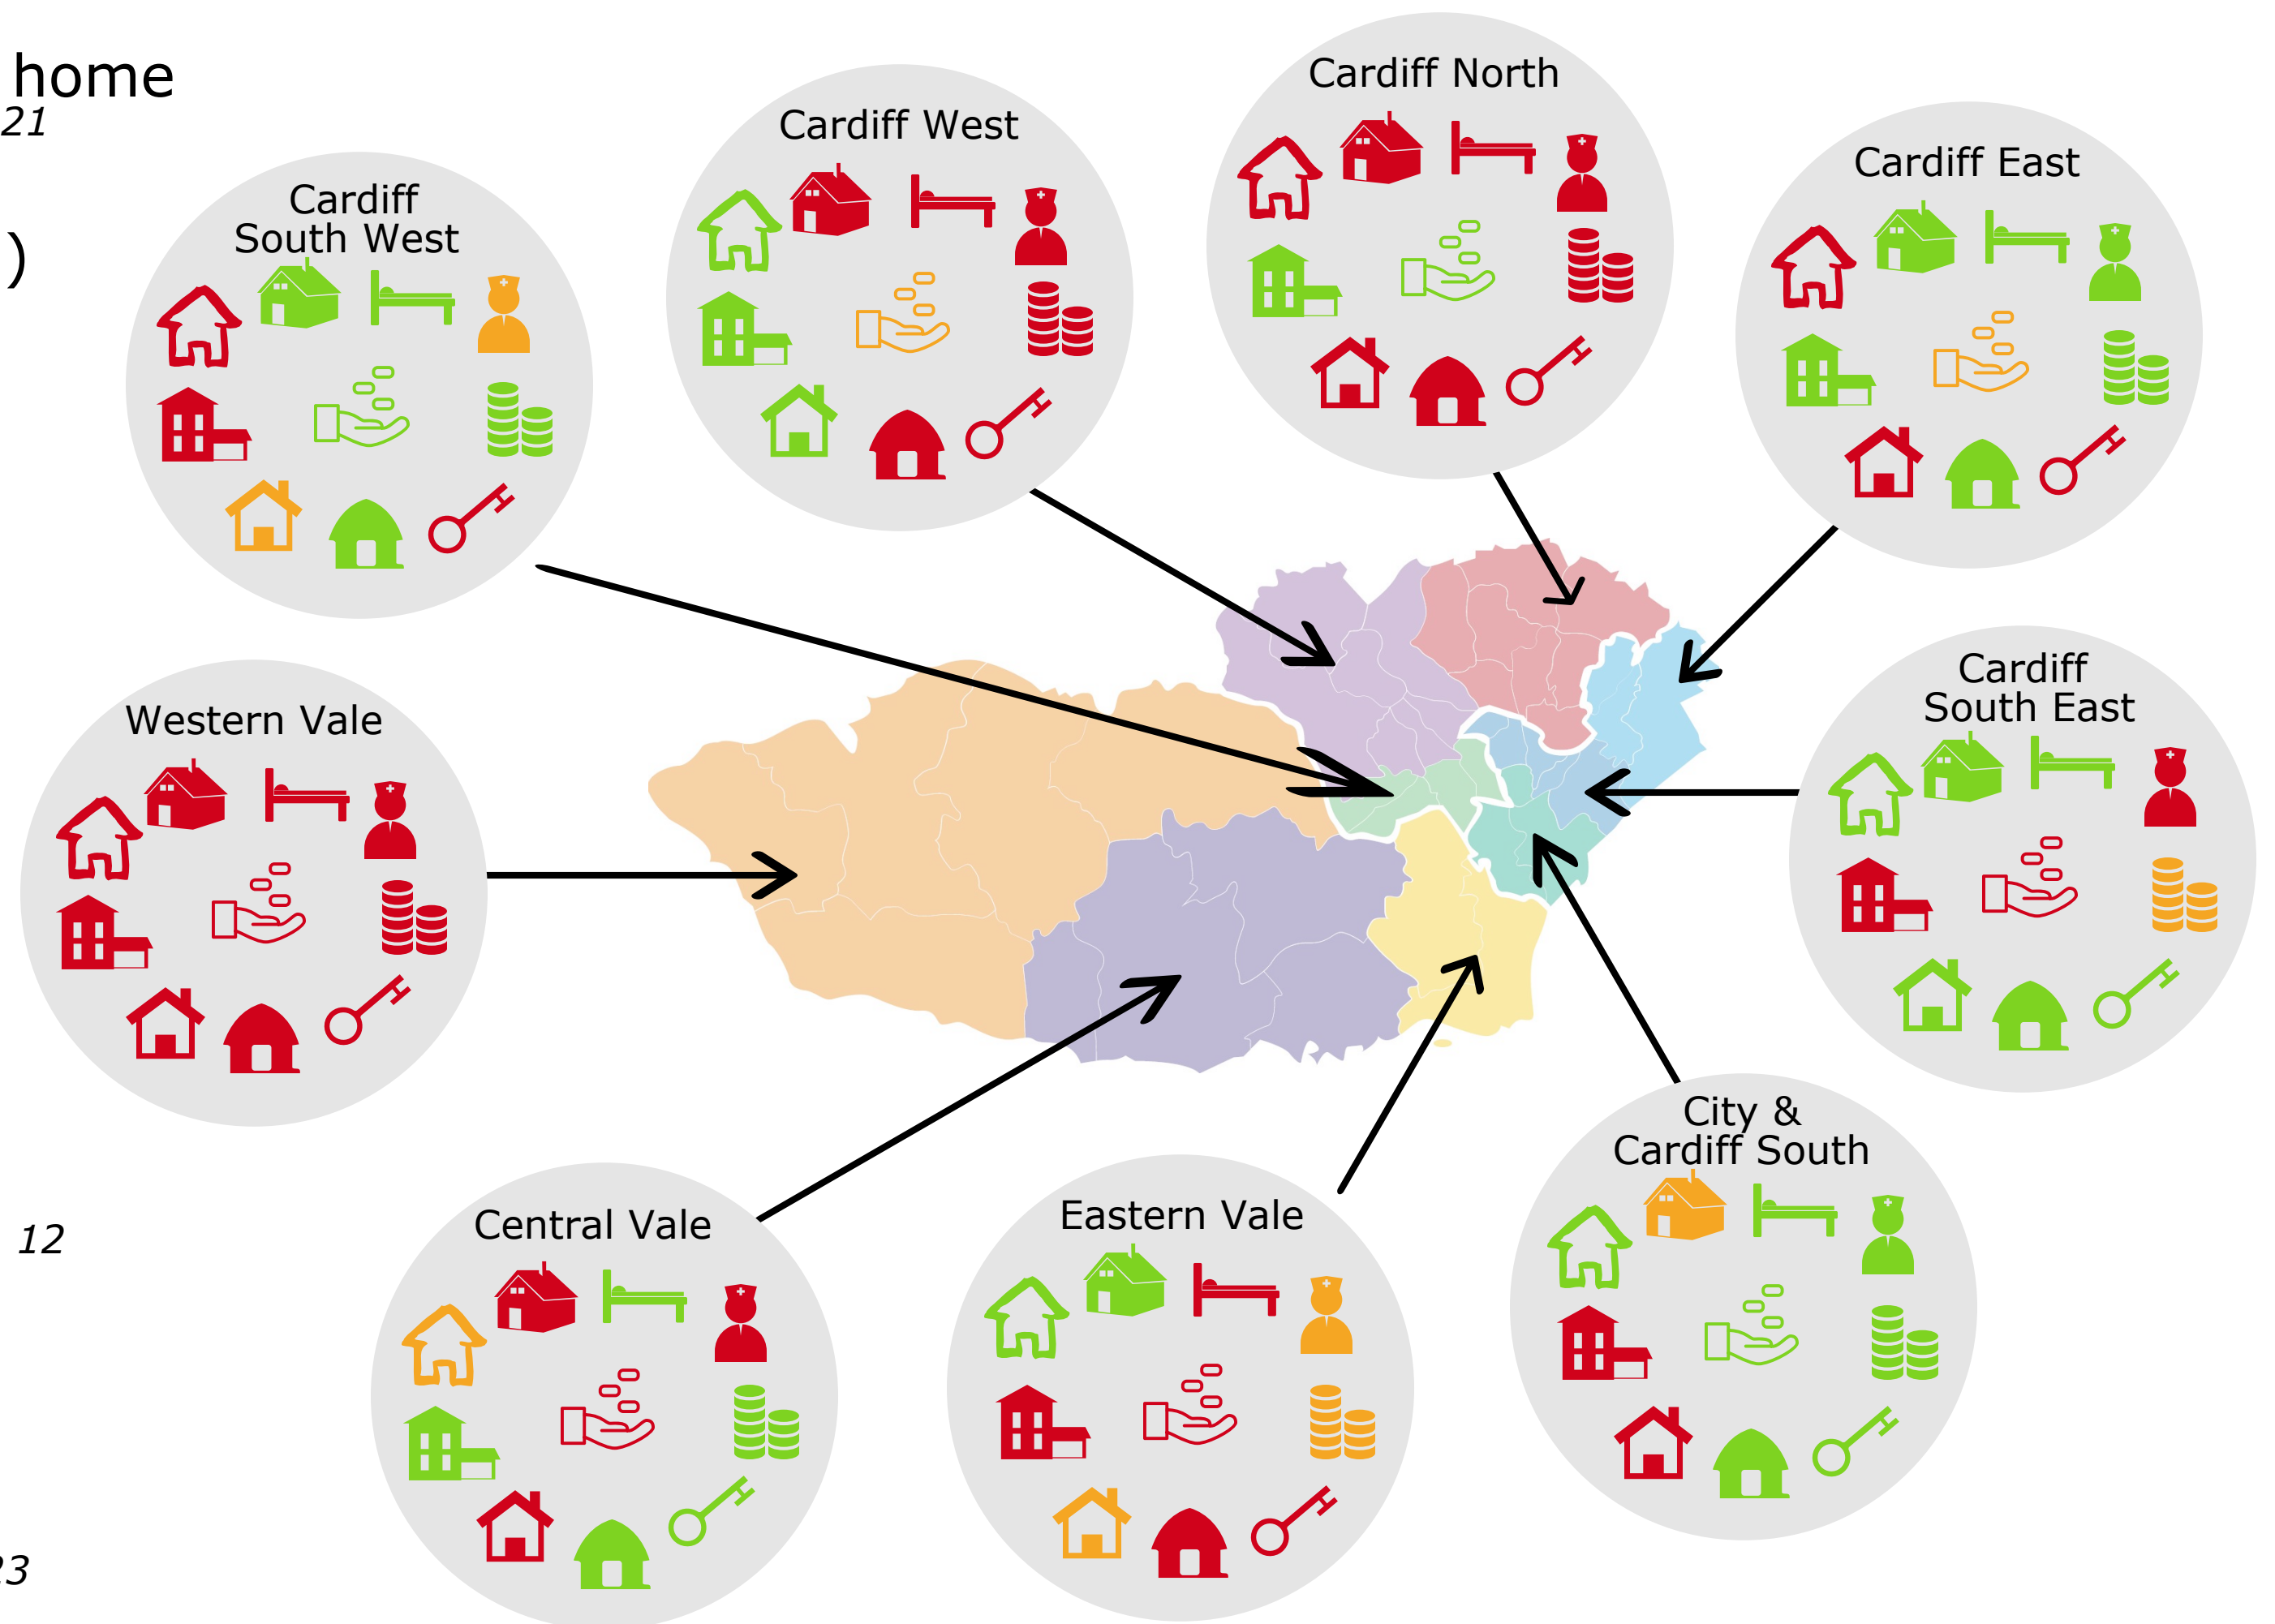 home
21
)
Cardiff
South West
Cardiff West
Cardiff North
Cardiff East
Western Vale
Cardiff
South East
Central Vale
Eastern Vale
City &
Cardiff South
12
23